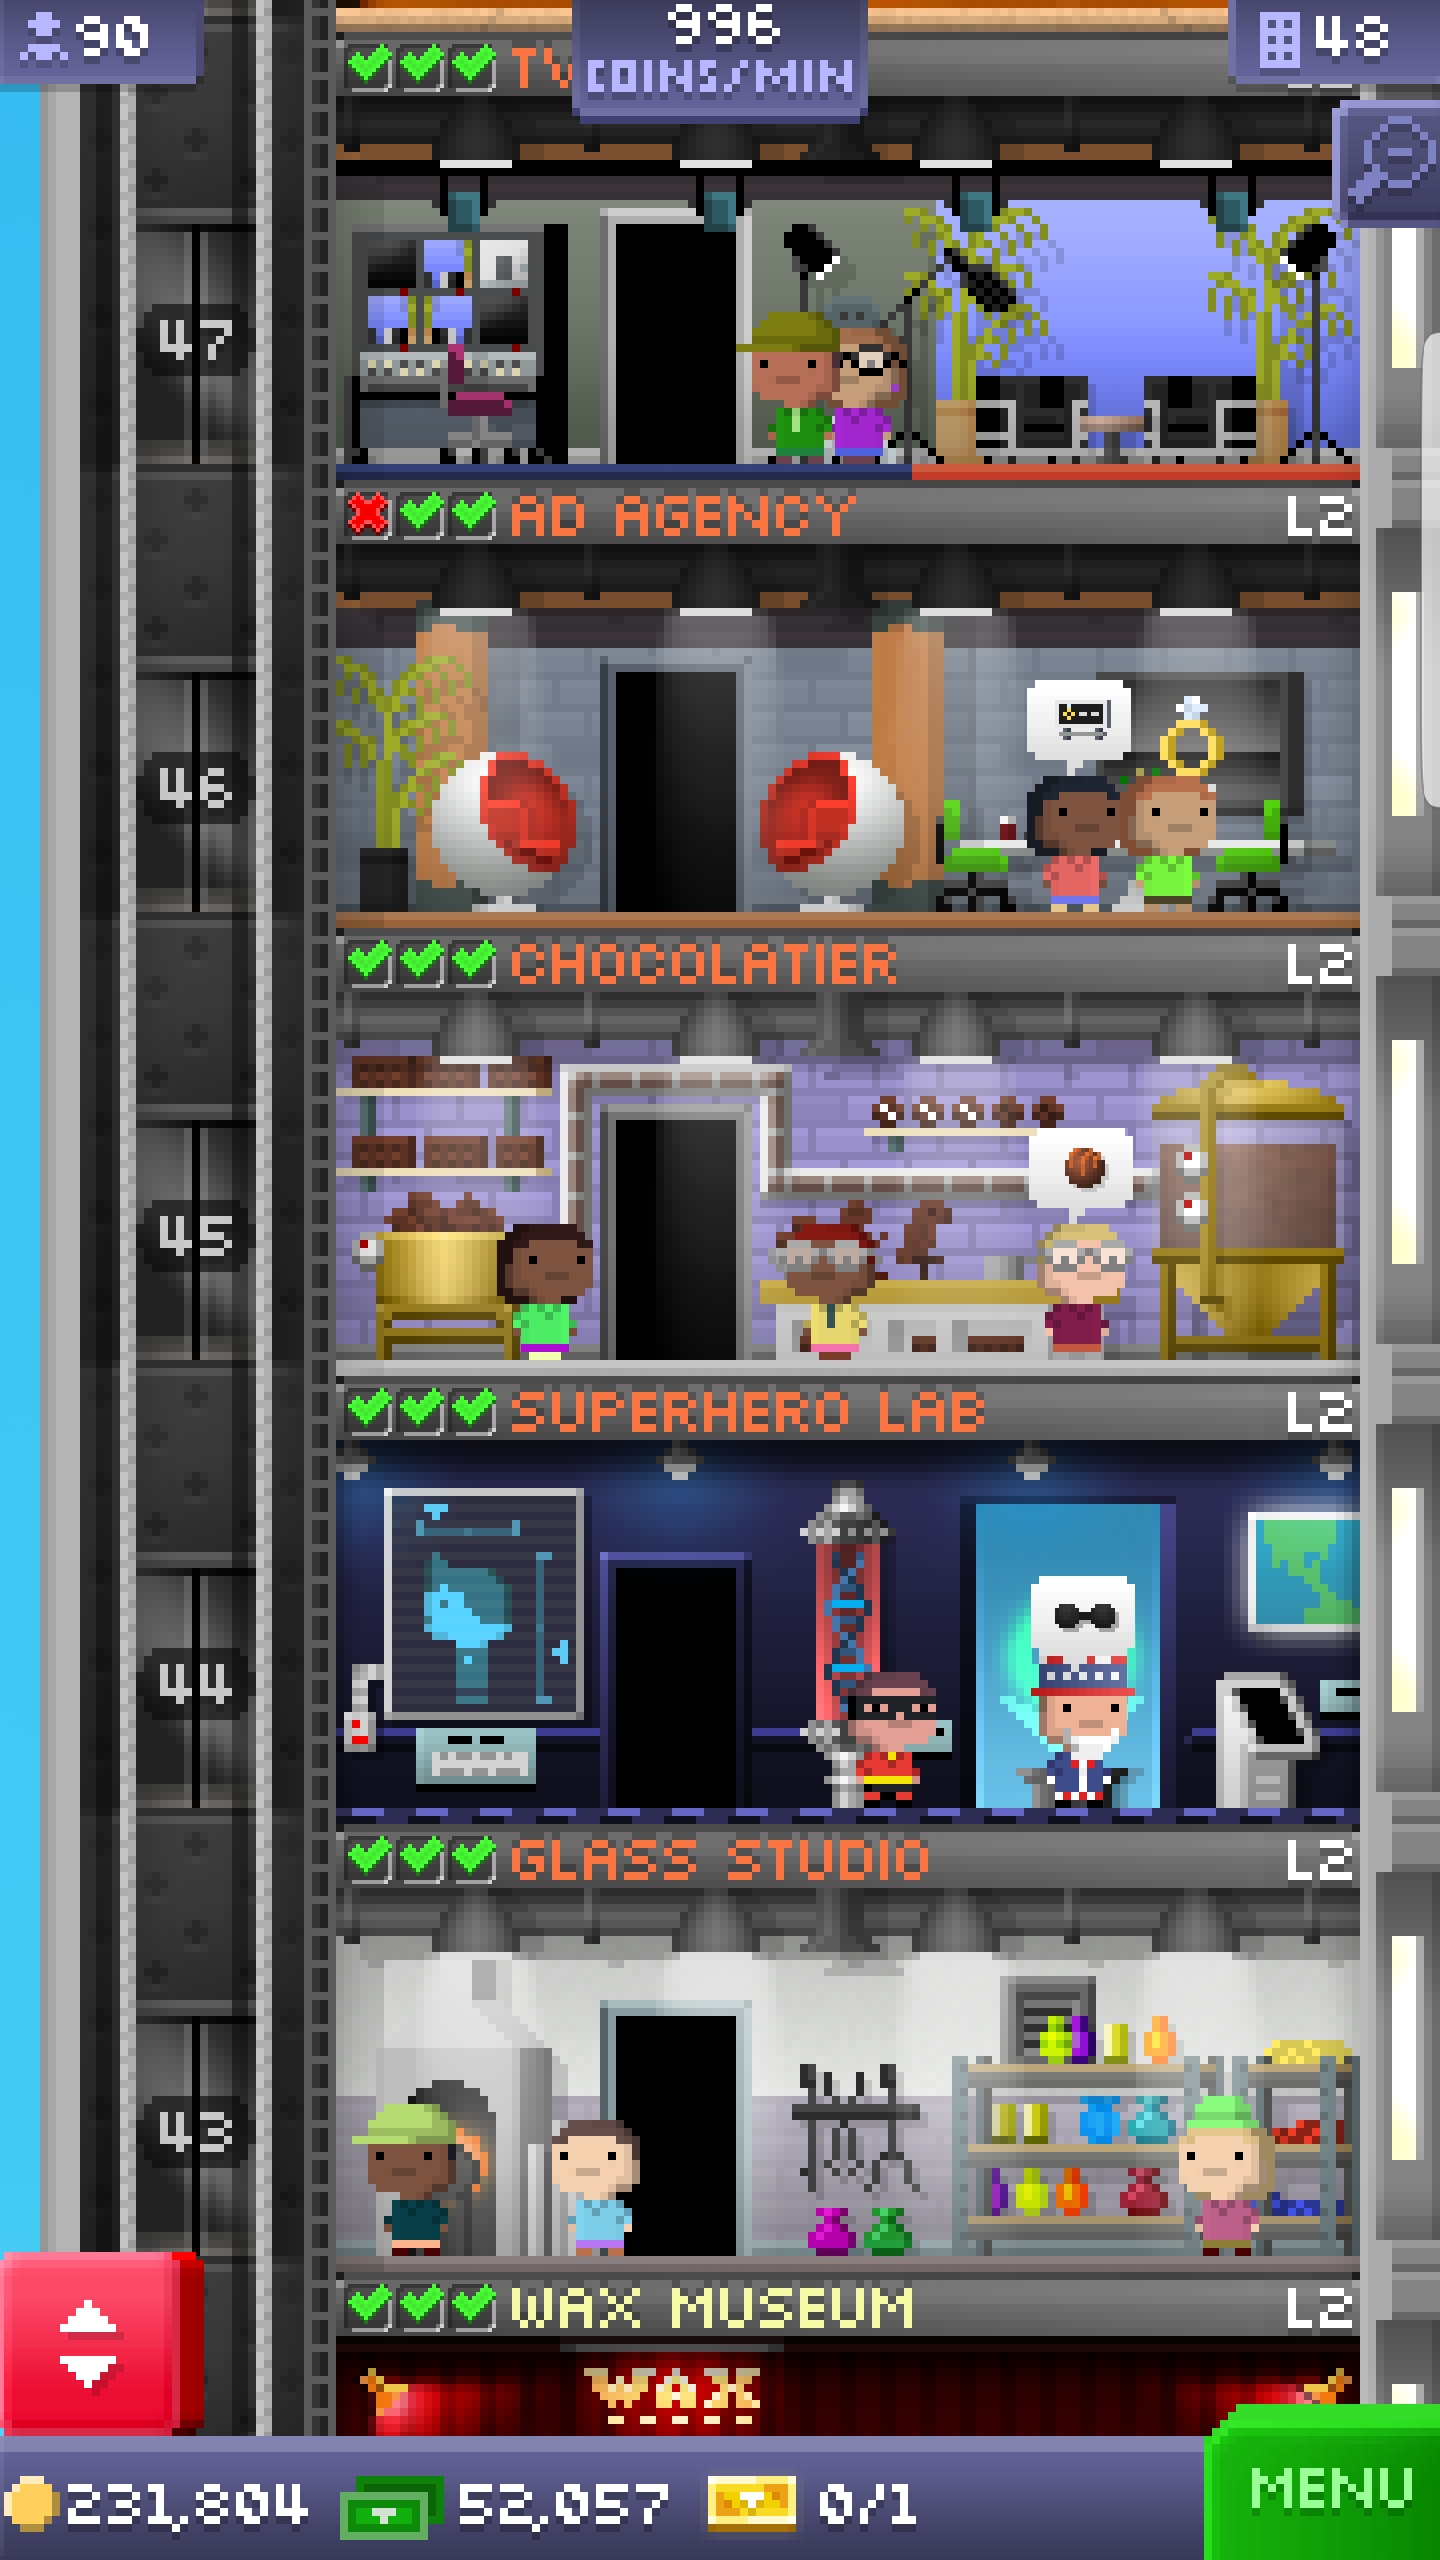 90
996
48
COINS/MIN
TV
47
AD AGENCY L2
46
CHOCOLATIER L2
45
SUPERHERO LAB L2
44
GLASS STUDIO L2
43
WAX MUSEUM L2
WAX
231,804 52,057 0/1
MENU